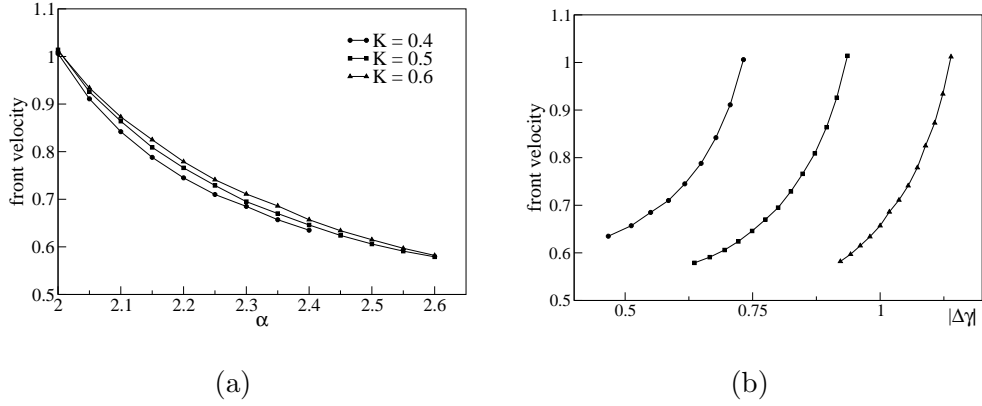 1.1
1
0.9
0.8
0.7
0.6
0.5
front velocity
K = 0.4
K = 0.5
K = 0.6
2 2.1 2.2 2.3 2.4 2.5 2.6
α
(a)
1.1
1
0.9
0.8
0.7
0.6
0.5
front velocity
0.5 0.75 1 |Δγ|
(b)